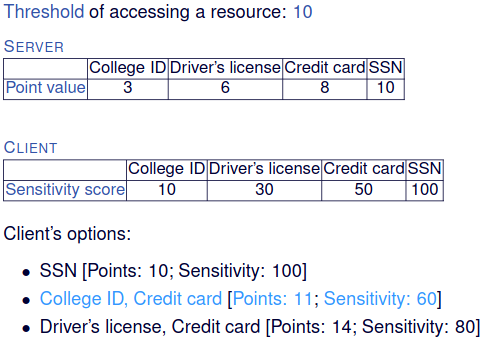 Threshold of accessing a resource: 10
SERVER
College ID Driver's license Credit card SSN
Point value 3 6 8 10
CLIENT
College ID Driver's license Credit card SSN
Sensitivity score 10 30 50 100
Client's options:
• SSN [Points: 10; Sensitivity: 100]
• College ID, Credit card [Points: 11; Sensitivity: 60]
• Driver's license, Credit card [Points: 14; Sensitivity: 80]